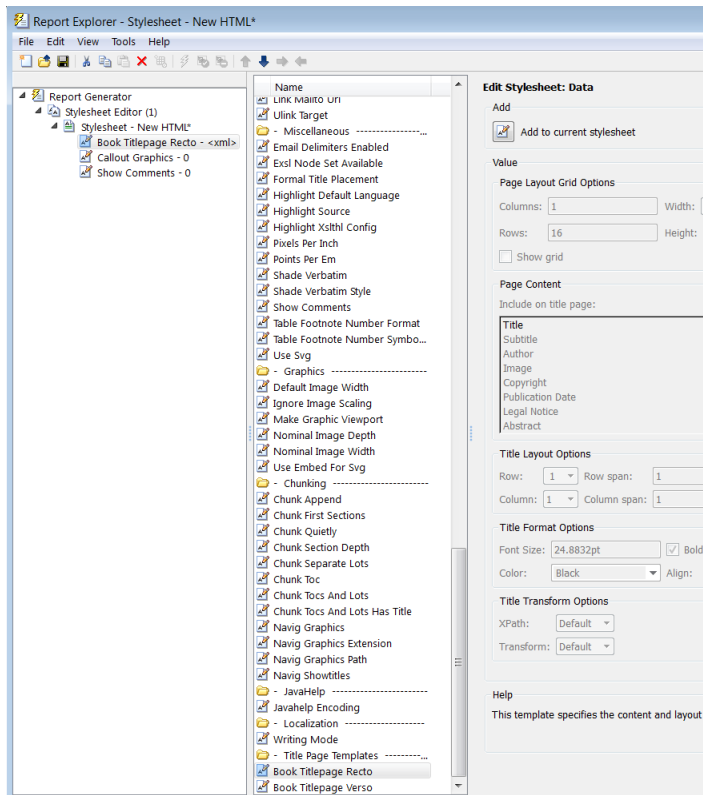 Report Explorer - Stylesheet - New HTML*
File Edit View Tools Help
Report Generator
Stylesheet Editor (1)
Stylesheet - New HTML*
Book Titlepage Recto - <xml>
Callout Graphics - 0
Show Comments - 0
Name
Link Mailto Url
Ulink Target
- Miscellaneous ----------------...
Email Delimiters Enabled
Exsl Node Set Available
Formal Title Placement
Highlight Default Language
Highlight Source
Highlight Xslthl Config
Pixels Per Inch
Points Per Em
Shade Verbatim
Shade Verbatim Style
Show Comments
Table Footnote Number Format
Table Footnote Number Symbo...
Use Svg
- Graphics ------------------------
Default Image Width
Ignore Image Scaling
Make Graphic Viewport
Nominal Image Depth
Nominal Image Width
Use Embed For Svg
- Chunking ------------------------
Chunk Append
Chunk First Sections
Chunk Quietly
Chunk Section Depth
Chunk Separate Lots
Chunk Toc
Chunk Tocs And Lots
Chunk Tocs And Lots Has Title
Navig Graphics
Navig Graphics Extension
Navig Graphics Path
Navig Showtitles
- JavaHelp ------------------------
Javahelp Encoding
- Localization --------------------
Writing Mode
- Title Page Templates ---------...
Book Titlepage Recto
Book Titlepage Verso
Edit Stylesheet: Data
Add
Add to current stylesheet
Value
Page Layout Grid Options
Columns: 1 Width:
Rows: 16 Height:
Show grid
Page Content
Include on title page:
Title
Subtitle
Author
Image
Copyright
Publication Date
Legal Notice
Abstract
Title Layout Options
Row: 1 Row span: 1
Column: 1 Column span: 1
Title Format Options
Font Size: 24.8832pt Bold
Color: Black Align:
Title Transform Options
XPath: Default
Transform: Default
Help
This template specifies the content and layout